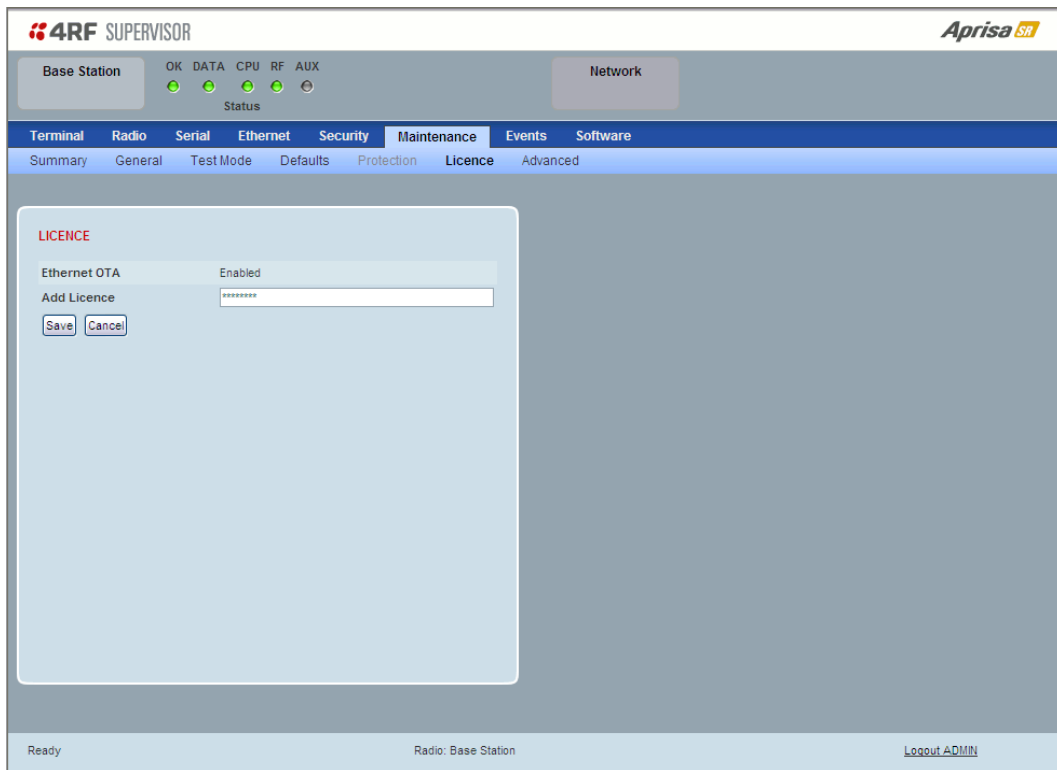 4RF SUPERVISOR
Aprisa SR
Base Station
OK DATA CPU RF AUX
Status
Network
Terminal Radio Serial Ethernet Security Maintenance Events Software
Summary General Test Mode Defaults Protection Licence Advanced
LICENCE
Ethernet OTA Enabled
Add Licence ********
Save Cancel
Ready Radio: Base Station Logout ADMIN